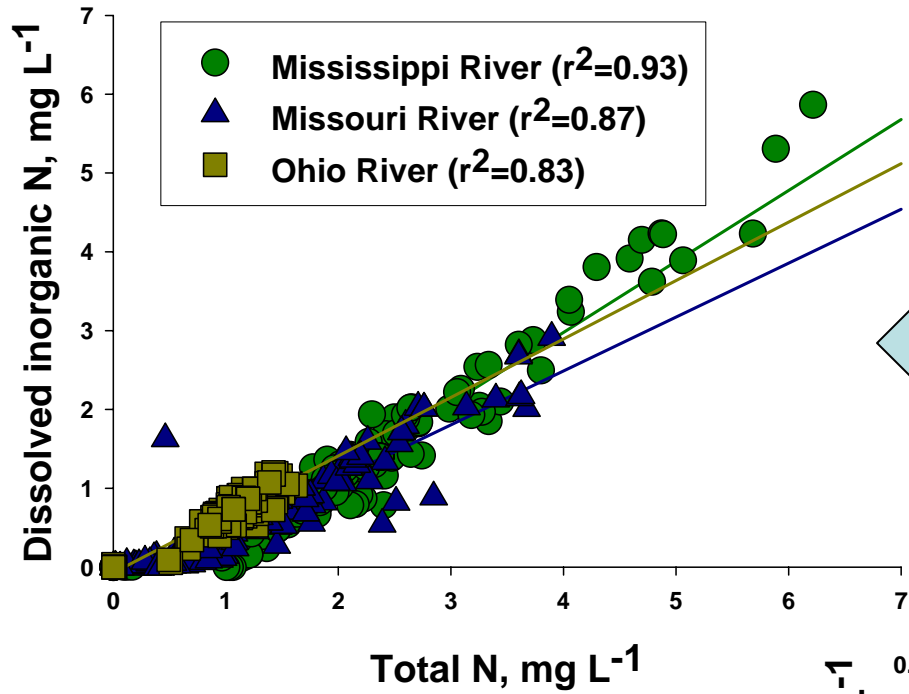 Mississippi River (r²=0.93)
Missouri River (r²=0.87)
Ohio River (r²=0.83)
Dissolved inorganic N, mg L⁻¹
7
6
5
4
3
2
1
0
0 1 2 3 4 5 6 7
Total N, mg L⁻¹